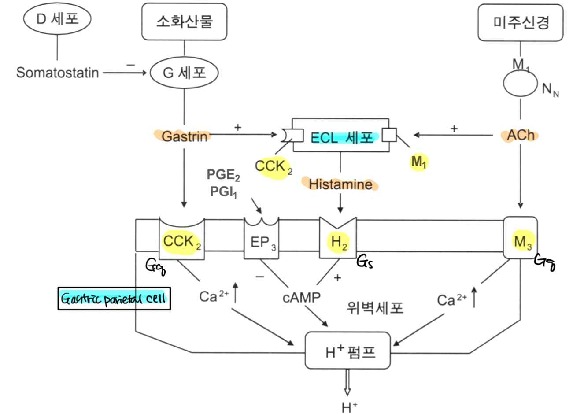 D 세포
소화산물
미주신경
Somatostatin
−
G 세포
M₁
N_N
Gastrin
+
ECL 세포
+
ACh
CCK₂
M₁
PGE₂
PGI₁
Histamine
CCK₂
EP₃
H₂
M₃
Gq
Gs
Gq
−
+
Gastric parietal cell
Ca²⁺
cAMP
위벽세포
Ca²⁺
H⁺펌프
H⁺